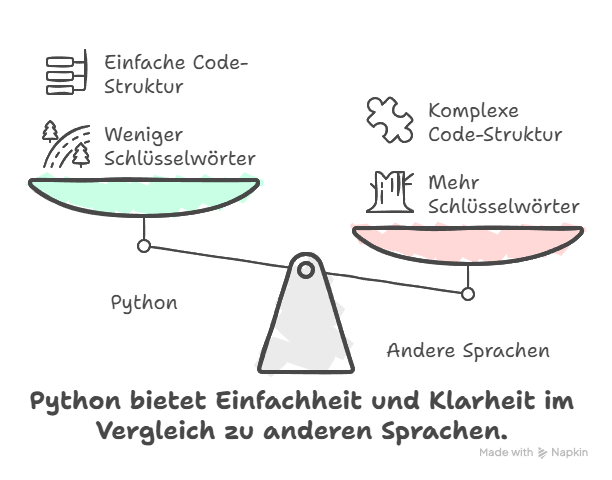 Einfache Code-
Struktur
Weniger
Schlüsselwörter
Komplexe
Code-Struktur
Mehr
Schlüsselwörter
Python
Andere Sprachen
Python bietet Einfachheit und Klarheit im
Vergleich zu anderen Sprachen.
Made with Napkin